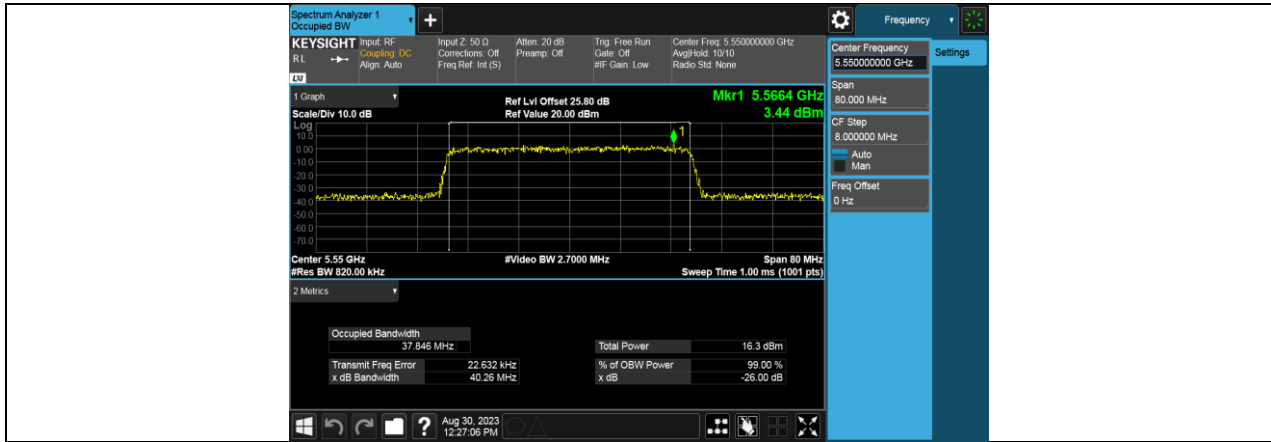 Spectrum Analyzer 1
Occupied BW
+
Frequency
KEYSIGHT
RL
LXI
Input: RF
Coupling: DC
Align: Auto
Input Z: 50 Ω
Corrections: Off
Freq Ref: Int (S)
Atten: 20 dB
Preamp: Off
Trig: Free Run
Gate: Off
#IF Gain: Low
Center Freq: 5.550000000 GHz
Avg|Hold: 10/10
Radio Std: None
Center Frequency
5.550000000 GHz
Settings
Span
80.000 MHz
CF Step
8.000000 MHz
Auto
Man
Freq Offset
0 Hz
1 Graph
Ref Lvl Offset 25.80 dB
Mkr1 5.5664 GHz
Scale/Div 10.0 dB
Ref Value 20.00 dBm
3.44 dBm
Log
10.0
0.00
-10.0
-20.0
-30.0
-40.0
-50.0
-60.0
-70.0
1
Center 5.55 GHz
#Video BW 2.7000 MHz
Span 80 MHz
#Res BW 820.00 kHz
Sweep Time 1.00 ms (1001 pts)
2 Metrics
Occupied Bandwidth
37.846 MHz
Total Power 16.3 dBm
Transmit Freq Error 22.632 kHz
% of OBW Power 99.00 %
x dB Bandwidth 40.26 MHz
x dB -26.00 dB
?
Aug 30, 2023
12:27:06 PM